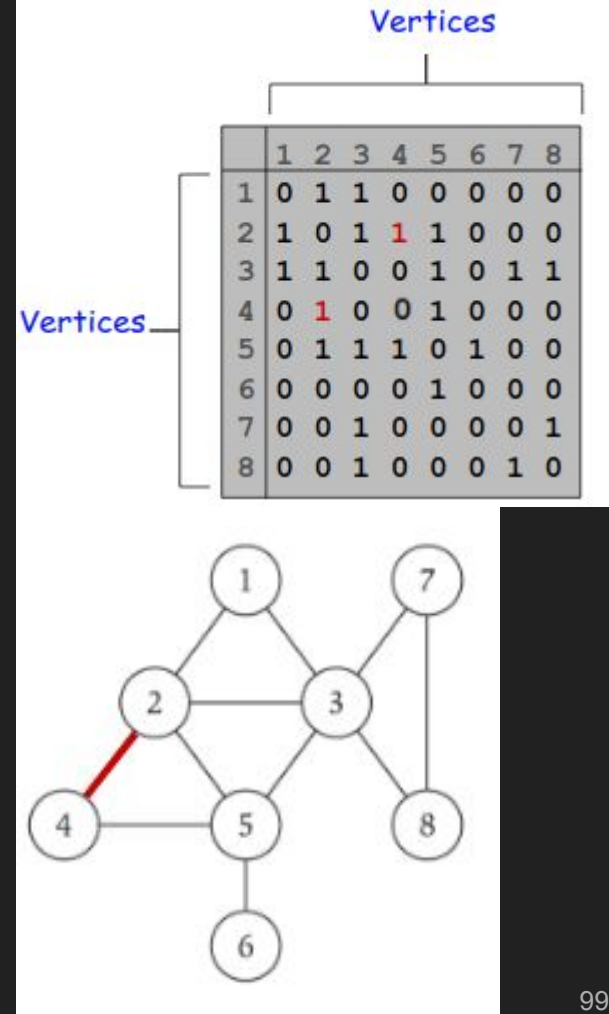 Vertices
1 2 3 4 5 6 7 8
1 0 1 1 0 0 0 0 0
2 1 0 1 1 1 0 0 0
3 1 1 0 0 1 0 1 1
Vertices
4 0 1 0 0 1 0 0 0
5 0 1 1 1 0 1 0 0
6 0 0 0 0 1 0 0 0
7 0 0 1 0 0 0 0 1
8 0 0 1 0 0 0 1 0
1 7
2 3
4 5 8
6
99